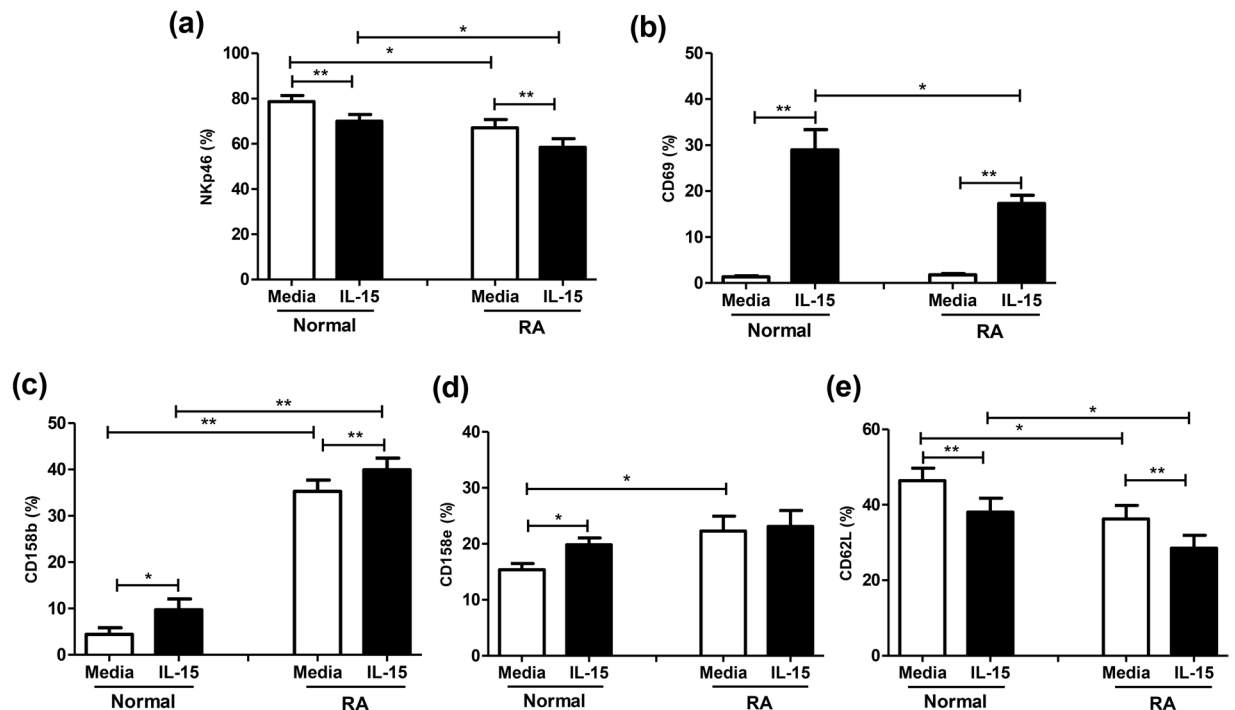 (a)
NKp46 (%)
100
80
60
40
20
0
*
*
**
**
Media IL-15 Media IL-15
Normal RA
(b)
CD69 (%)
50
40
30
20
10
0
*
**
**
Media IL-15 Media IL-15
Normal RA
(c)
CD158b (%)
50
40
30
20
10
0
**
**
**
*
Media IL-15 Media IL-15
Normal RA
(d)
CD158e (%)
40
30
20
10
0
*
*
Media IL-15 Media IL-15
Normal RA
(e)
CD62L (%)
60
40
20
0
*
*
**
**
Media IL-15 Media IL-15
Normal RA